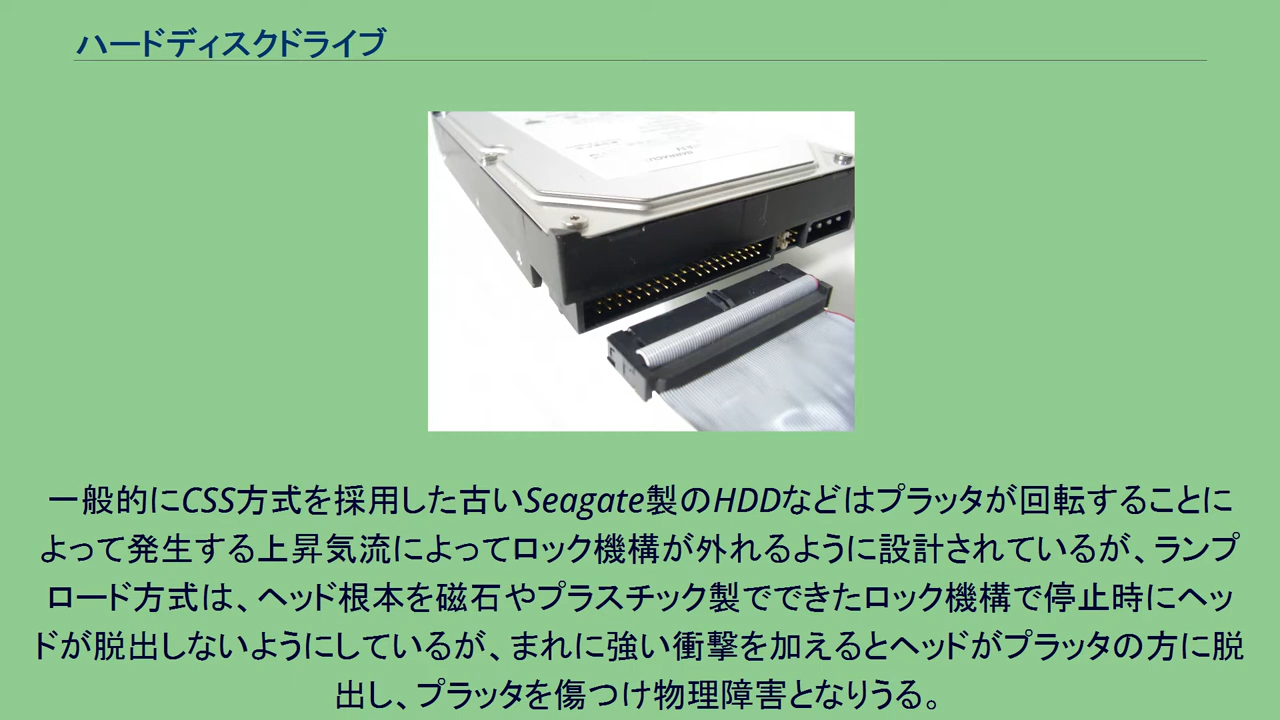 ハードディスクドライブ
一般的にCSS方式を採用した古いSeagate製のHDDなどはプラッタが回転することに
よって発生する上昇気流によってロック機構が外れるように設計されているが、ランプ
ロード方式は、ヘッド根本を磁石やプラスチック製でできたロック機構で停止時にヘッ
ドが脱出しないようにしているが、まれに強い衝撃を加えるとヘッドがプラッタの方に脱
出し、プラッタを傷つけ物理障害となりうる。